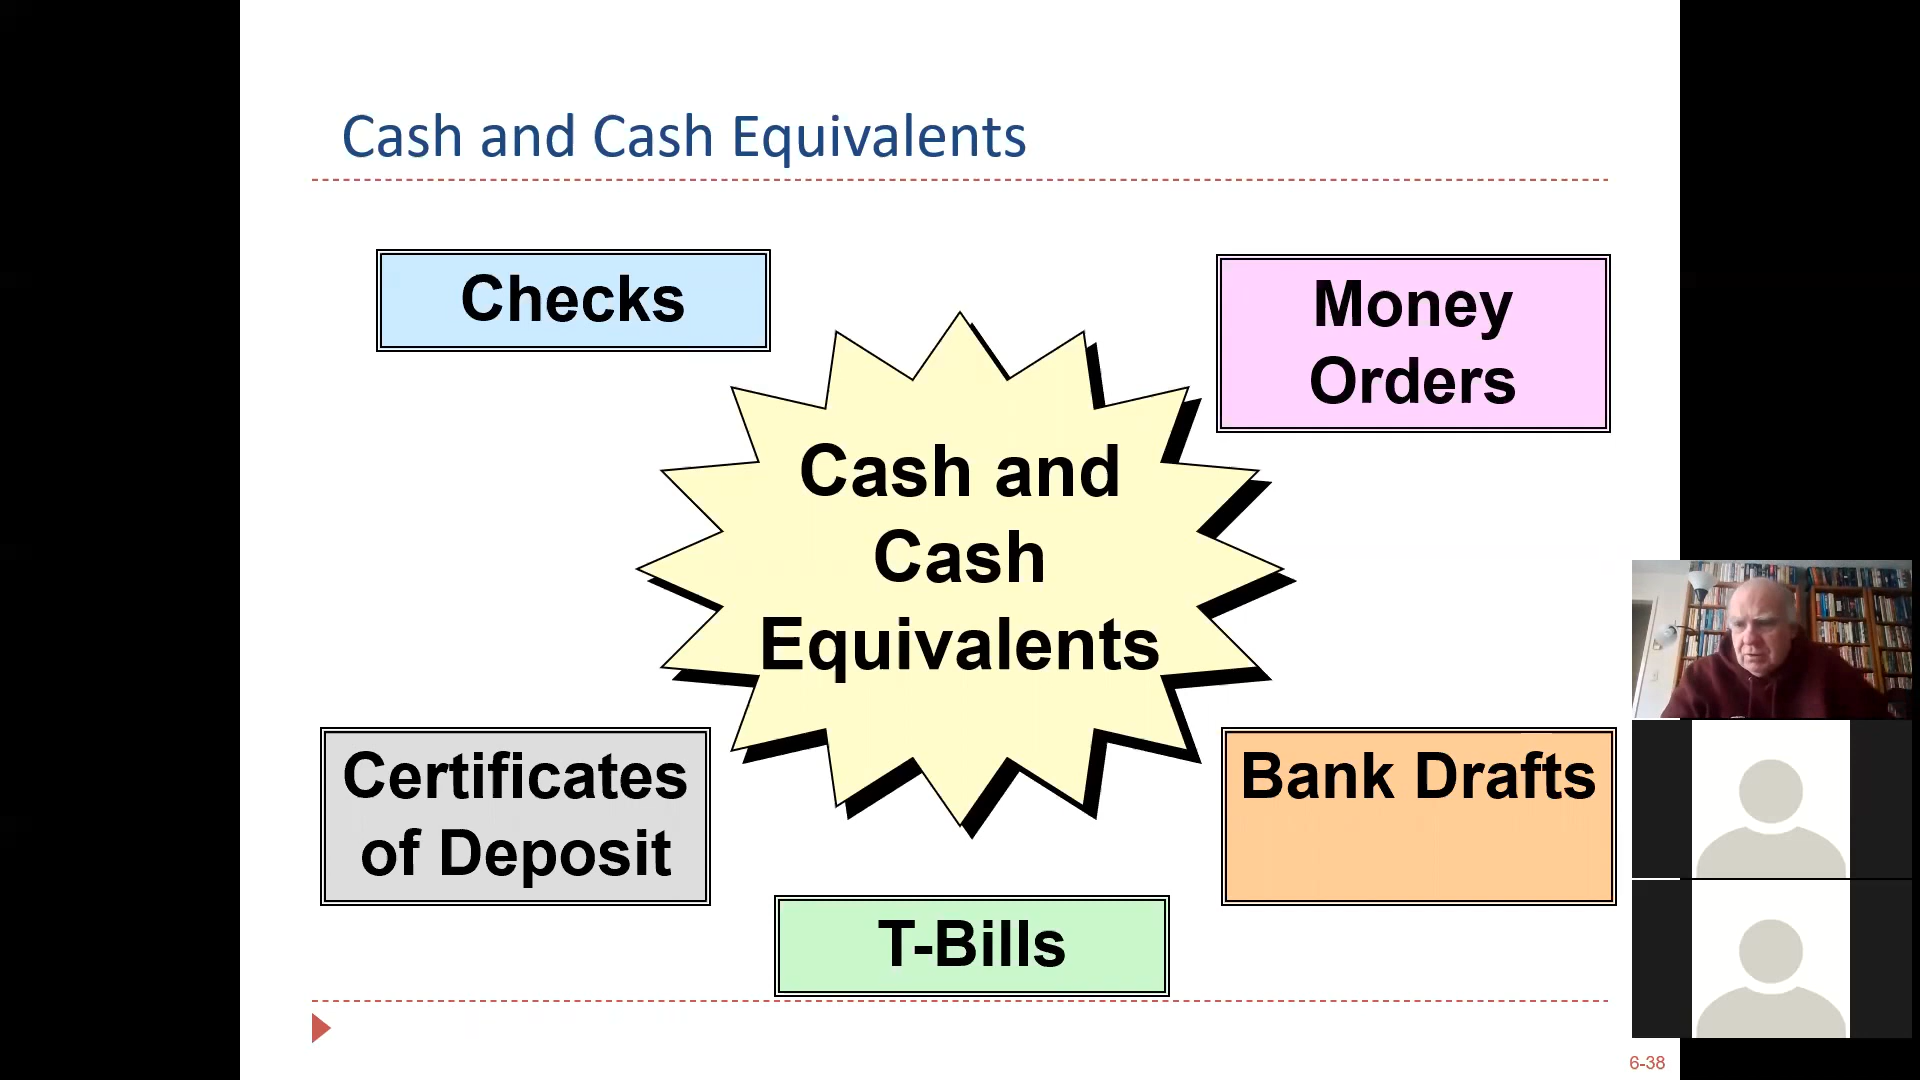 Cash and Cash Equivalents
Checks
Money
Orders
Cash and
Cash
Equivalents
Certificates
of Deposit
Bank Drafts
T-Bills
6-38